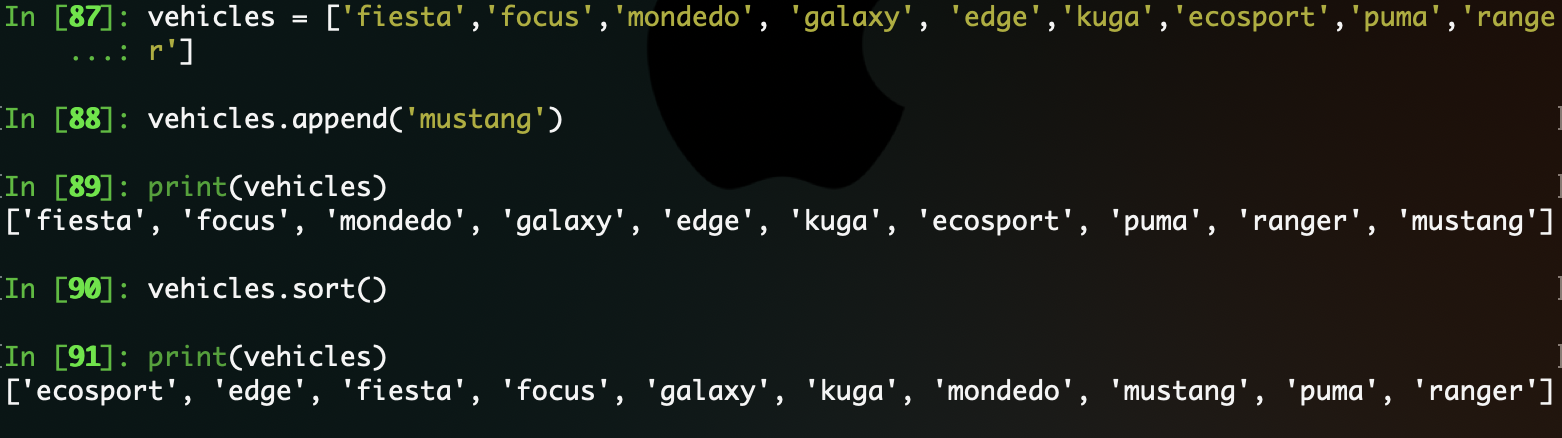 In [87]: vehicles = ['fiesta','focus','mondedo', 'galaxy', 'edge','kuga','ecosport','puma','range
...: r']
In [88]: vehicles.append('mustang')
In [89]: print(vehicles)
['fiesta', 'focus', 'mondedo', 'galaxy', 'edge', 'kuga', 'ecosport', 'puma', 'ranger', 'mustang']
In [90]: vehicles.sort()
In [91]: print(vehicles)
['ecosport', 'edge', 'fiesta', 'focus', 'galaxy', 'kuga', 'mondedo', 'mustang', 'puma', 'ranger']